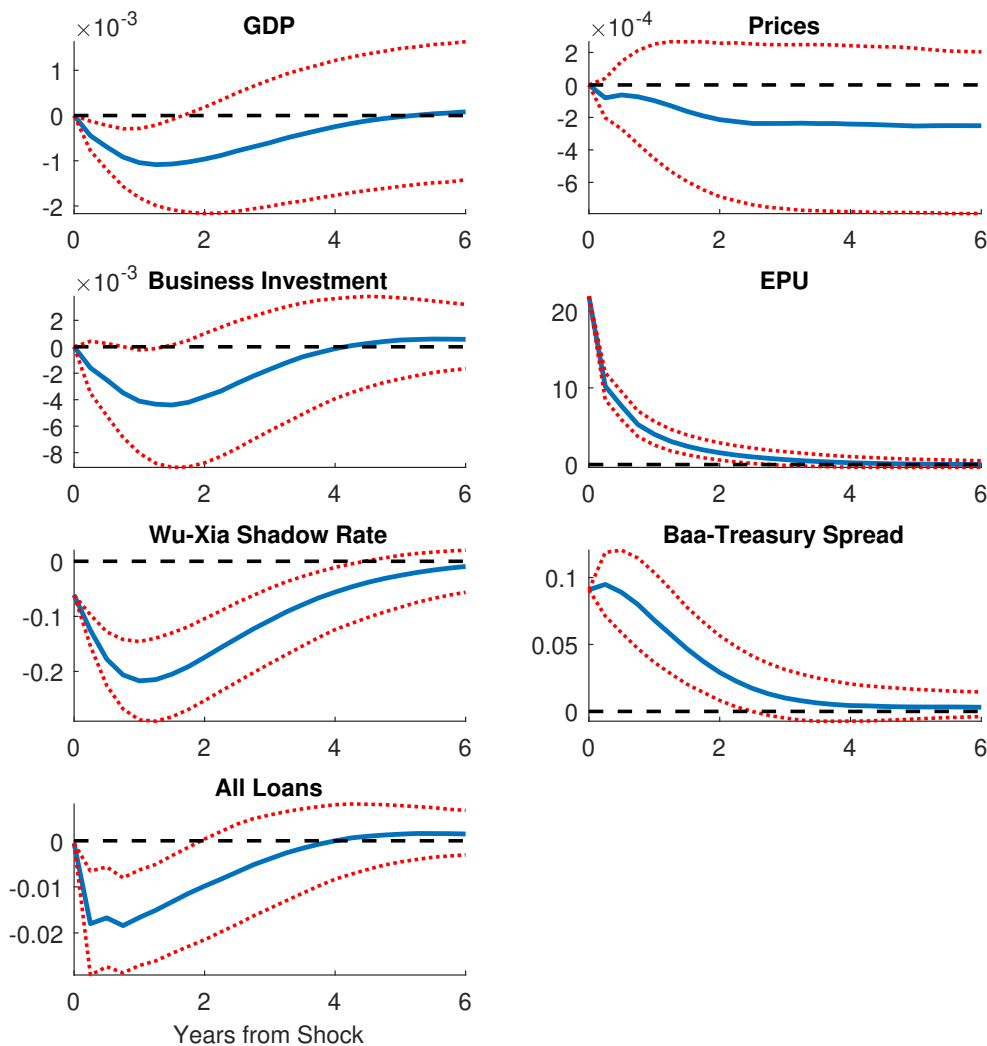 GDP
×10⁻³
1
0
-1
-2
0 2 4 6
Prices
×10⁻⁴
2
0
-2
-4
-6
0 2 4 6
Business Investment
×10⁻³
2
0
-2
-4
-6
-8
0 2 4 6
EPU
20
10
0
0 2 4 6
Wu-Xia Shadow Rate
0
-0.1
-0.2
0 2 4 6
Baa-Treasury Spread
0.1
0.05
0
0 2 4 6
All Loans
0
-0.01
-0.02
0 2 4 6
Years from Shock